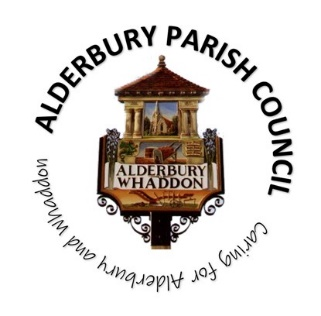 ALDERBURY PARISH COUNCIL
ALDERBURY
WHADDON
Caring for Alderbury and Whaddon